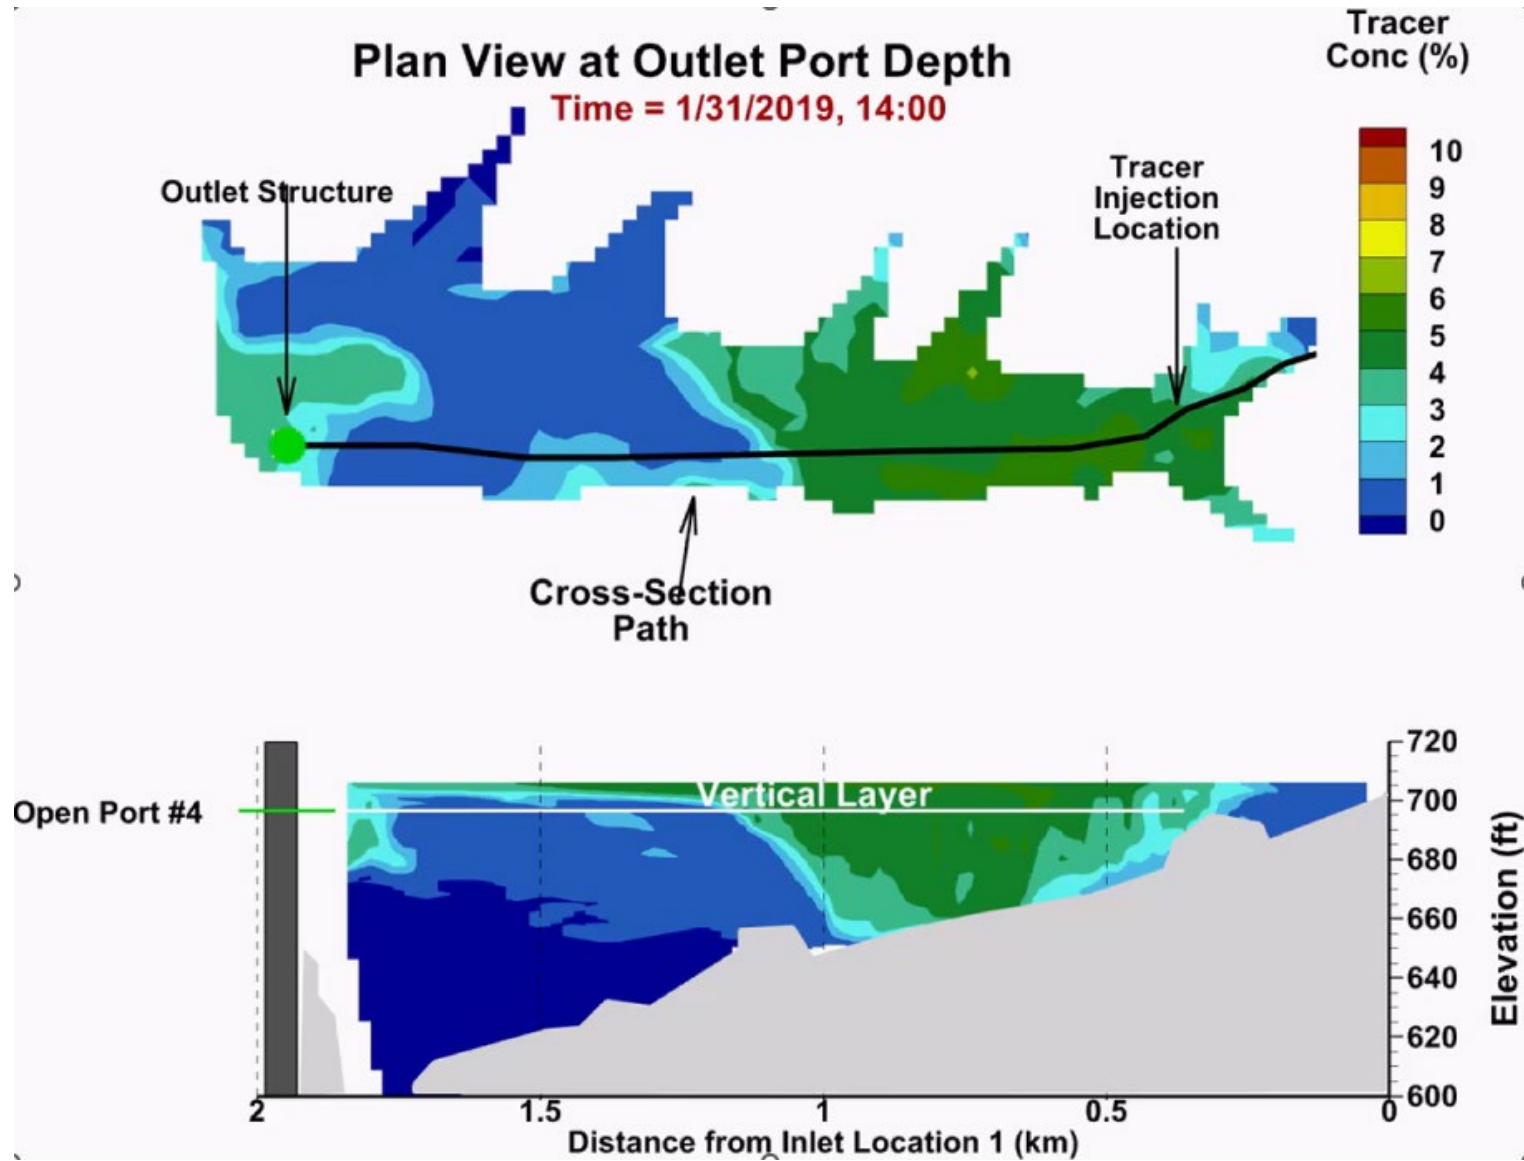 Plan View at Outlet Port Depth
Time = 1/31/2019, 14:00
Tracer
Conc (%)
10
9
8
7
6
5
4
3
2
1
0
Outlet Structure
Tracer
Injection
Location
Cross-Section
Path
Open Port #4
Vertical Layer
720
700
680
660
640
620
600
Elevation (ft)
2
1.5
1
0.5
0
Distance from Inlet Location 1 (km)